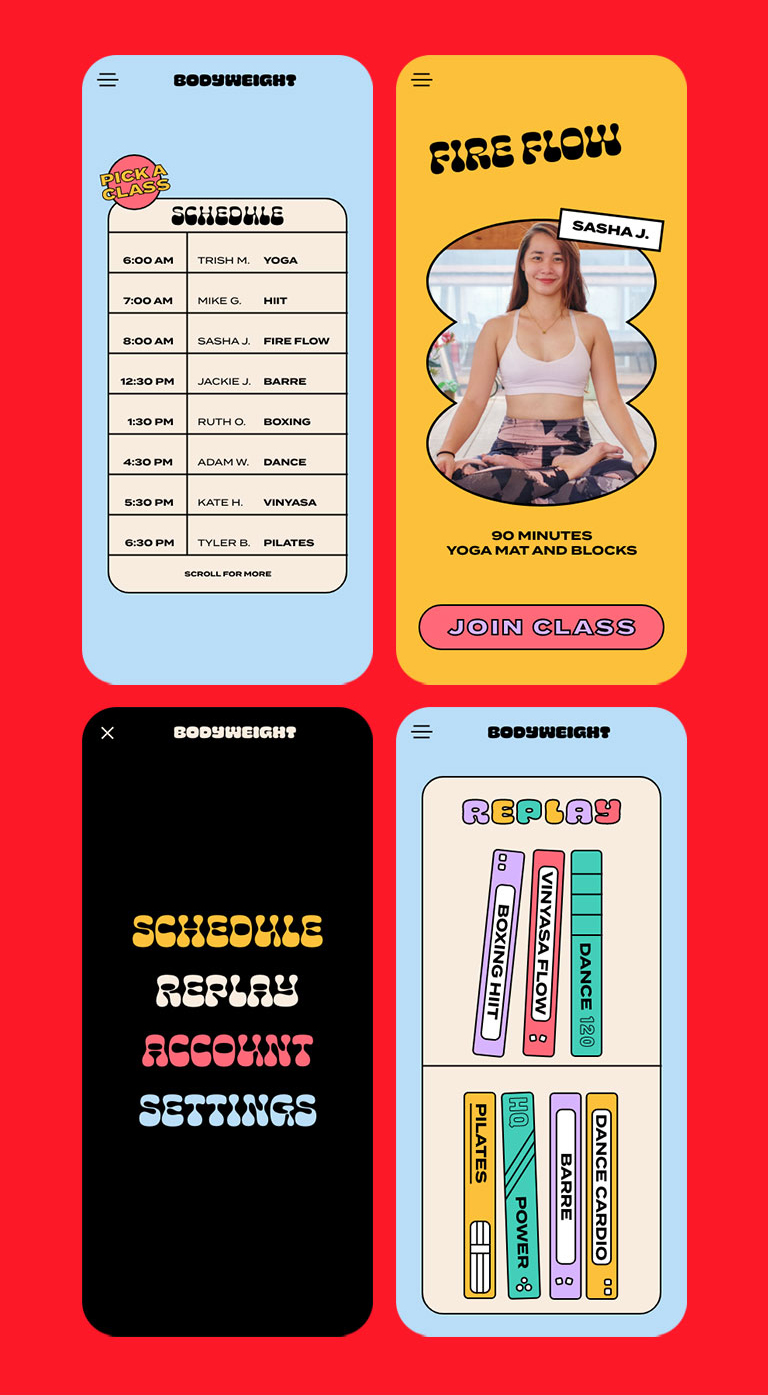 BODYWEIGHT
PICK A
CLASS
SCHEDULE
6:00 AM TRISH M. YOGA
7:00 AM MIKE G. HIIT
8:00 AM SASHA J. FIRE FLOW
12:30 PM JACKIE J. BARRE
1:30 PM RUTH O. BOXING
4:30 PM ADAM W. DANCE
5:30 PM KATE H. VINYASA
6:30 PM TYLER B. PILATES
SCROLL FOR MORE
FIRE FLOW
SASHA J.
90 MINUTES
YOGA MAT AND BLOCKS
JOIN CLASS
BODYWEIGHT
SCHEDULE
REPLAY
ACCOUNT
SETTINGS
BODYWEIGHT
REPLAY
BOXING HIIT
VINYASA FLOW
DANCE 120
PILATES
HQ
POWER
BARRE
DANCE CARDIO